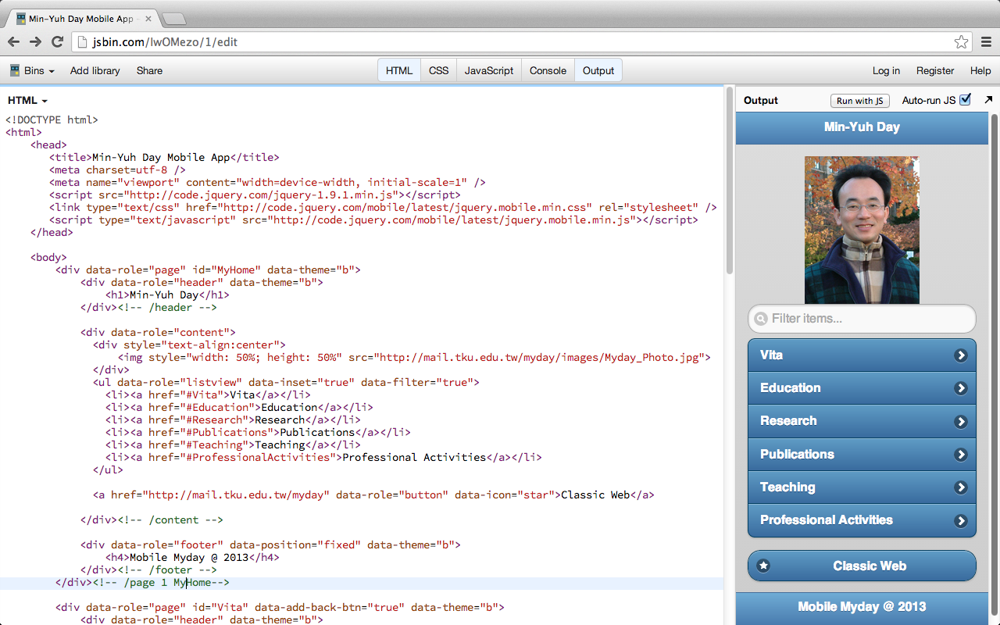 Min-Yuh Day Mobile App -
jsbin.com/IwOMezo/1/edit
Bins Add library Share HTML CSS JavaScript Console Output Log in Register Help
HTML
<!DOCTYPE html>
<html>
    <head>
       <title>Min-Yuh Day Mobile App</title>
       <meta charset=utf-8 />
       <meta name="viewport" content="width=device-width, initial-scale=1" />
       <script src="http://code.jquery.com/jquery-1.9.1.min.js"></script>
       <link type="text/css" href="http://code.jquery.com/mobile/latest/jquery.mobile.min.css" rel="stylesheet" />
       <script type="text/javascript" src="http://code.jquery.com/mobile/latest/jquery.mobile.min.js"></script>
    </head>
    <body>
        <div data-role="page" id="MyHome" data-theme="b">
            <div data-role="header" data-theme="b">
                <h1>Min-Yuh Day</h1>
            </div><!-- /header -->
            <div data-role="content">
              <div style="text-align:center">
                  <img style="width: 50%; height: 50%" src="http://mail.tku.edu.tw/myday/images/Myday_Photo.jpg">
              </div>
              <ul data-role="listview" data-inset="true" data-filter="true">
                <li><a href="#Vita">Vita</a></li>
                <li><a href="#Education">Education</a></li>
                <li><a href="#Research">Research</a></li>
                <li><a href="#Publications">Publications</a></li>
                <li><a href="#Teaching">Teaching</a></li>
                <li><a href="#ProfessionalActivities">Professional Activities</a></li>
              </ul>
              <a href="http://mail.tku.edu.tw/myday" data-role="button" data-icon="star">Classic Web</a>
            </div><!-- /content -->
            <div data-role="footer" data-position="fixed" data-theme="b">
                <h4>Mobile Myday @ 2013</h4>
            </div><!-- /footer -->
        </div><!-- /page 1 MyHome-->
        <div data-role="page" id="Vita" data-add-back-btn="true" data-theme="b">
            <div data-role="header" data-theme="b">
Output Run with JS Auto-run JS
Min-Yuh Day
Filter items...
Vita
Education
Research
Publications
Teaching
Professional Activities
Classic Web
Mobile Myday @ 2013